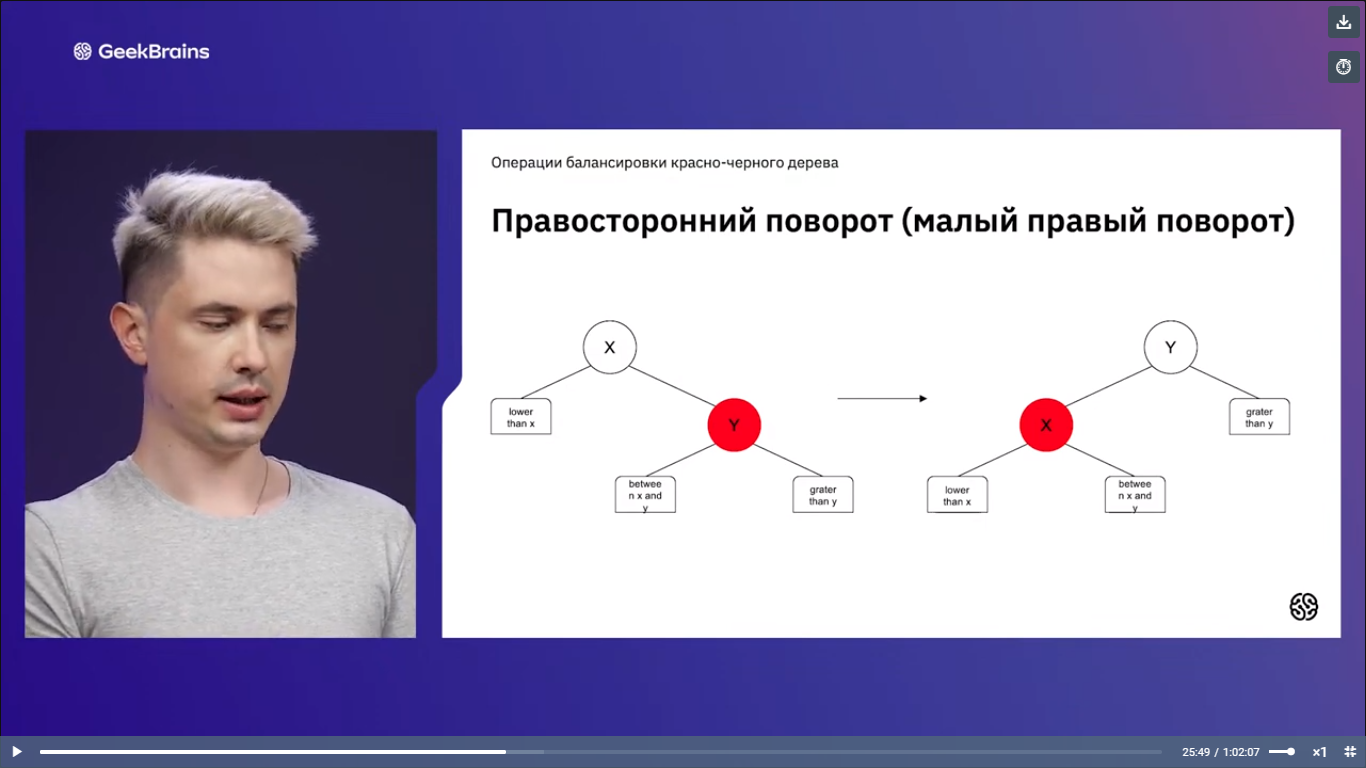 GeekBrains
Операции балансировки красно-черного дерева
Правосторонний поворот (малый правый поворот)
X
Y
lower
than x
grater
than y
Y
X
betwee
n x and
y
grater
than y
lower
than x
betwee
n x and
y
25:49 / 1:02:07
×1